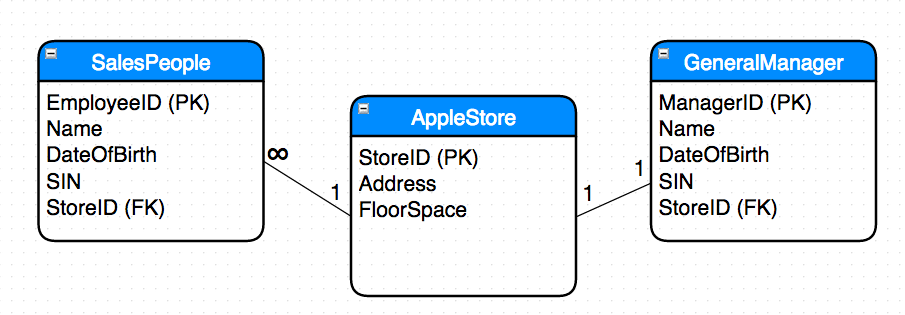 SalesPeople
EmployeeID (PK)
Name
DateOfBirth
SIN
StoreID (FK)
∞
1
AppleStore
StoreID (PK)
Address
FloorSpace
1
1
GeneralManager
ManagerID (PK)
Name
DateOfBirth
SIN
StoreID (FK)